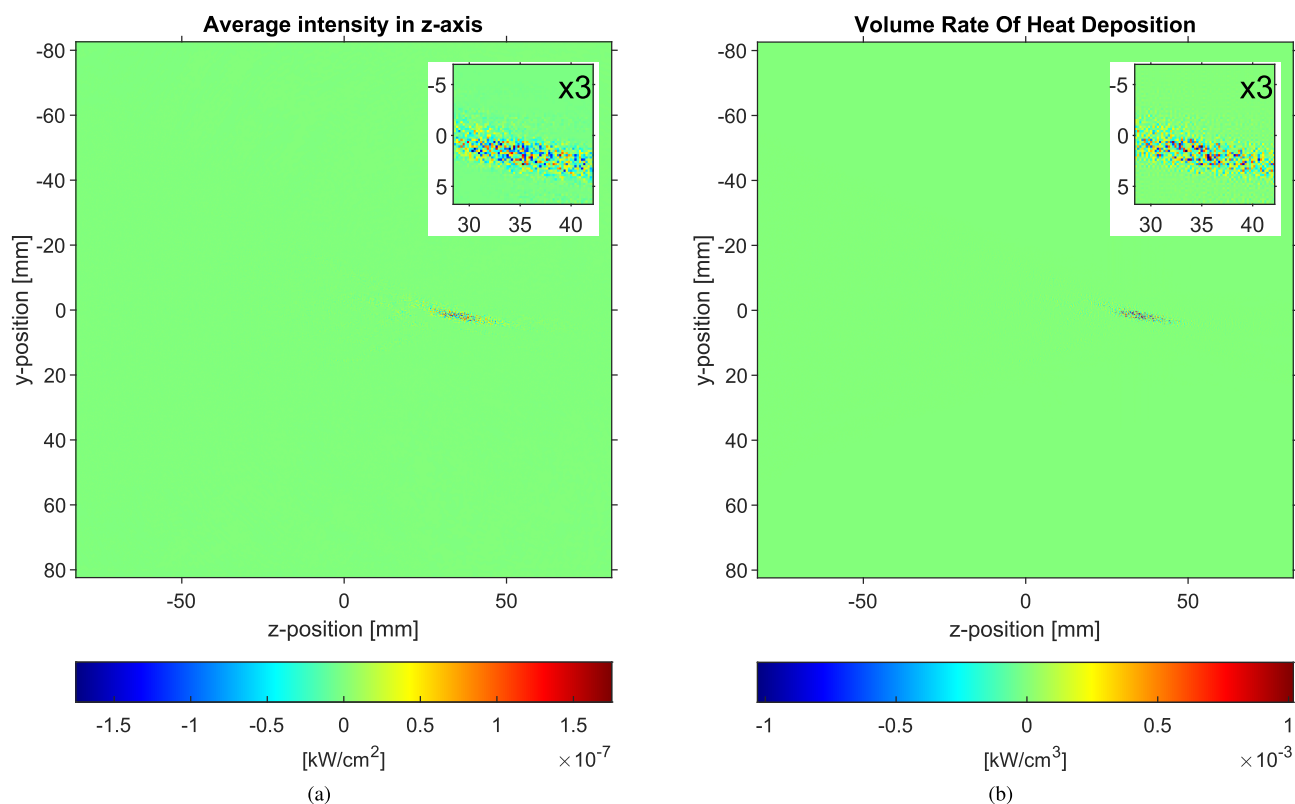 Average intensity in z-axis
x3
-5
0
5
30 35 40
-80
-60
-40
-20
0
20
40
60
80
y-position [mm]
-50 0 50
z-position [mm]
-1.5 -1 -0.5 0 0.5 1 1.5
[kW/cm²] ×10⁻⁷
(a)
Volume Rate Of Heat Deposition
x3
-5
0
5
30 35 40
-80
-60
-40
-20
0
20
40
60
80
y-position [mm]
-50 0 50
z-position [mm]
-1 -0.5 0 0.5 1
[kW/cm³] ×10⁻³
(b)